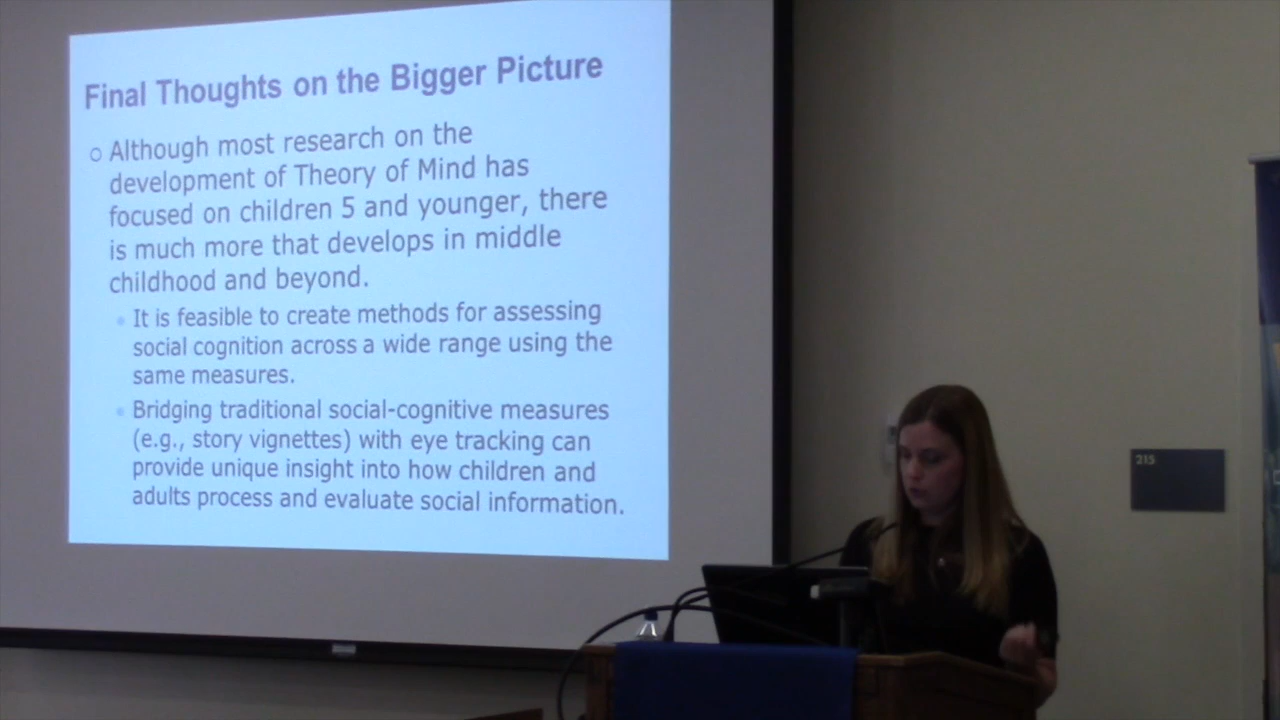 Final Thoughts on the Bigger Picture
○ Although most research on the
development of Theory of Mind has
focused on children 5 and younger, there
is much more that develops in middle
childhood and beyond.
• It is feasible to create methods for assessing
social cognition across a wide range using the
same measures.
• Bridging traditional social-cognitive measures
(e.g., story vignettes) with eye tracking can
provide unique insight into how children and
adults process and evaluate social information.
215